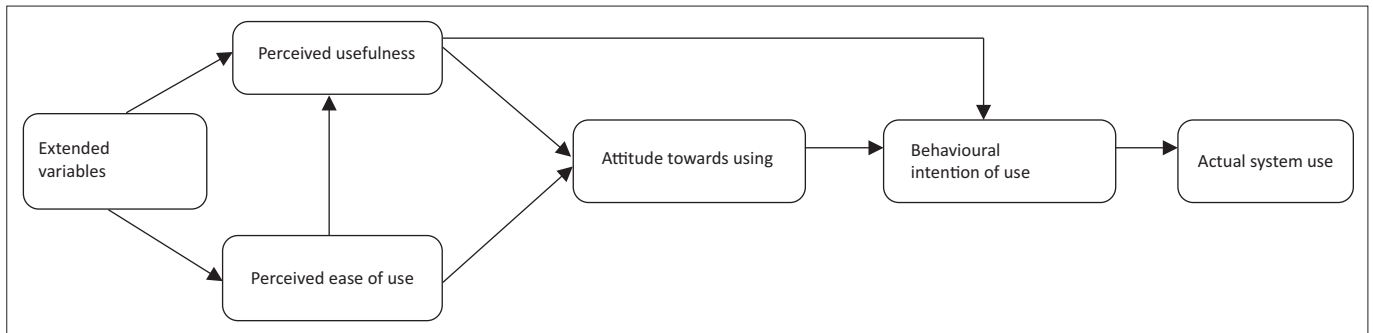 Perceived usefulness
Extended
variables
Attitude towards using
Behavioural
intention of use
Actual system use
Perceived ease of use